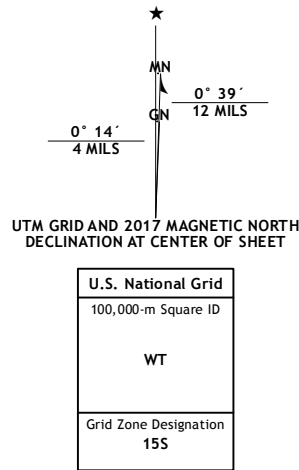 ★
MN
GN
0° 39´
12 MILS
0° 14´
4 MILS
UTM GRID AND 2017 MAGNETIC NORTH
DECLINATION AT CENTER OF SHEET
U.S. National Grid
100,000-m Square ID
WT
Grid Zone Designation
15S